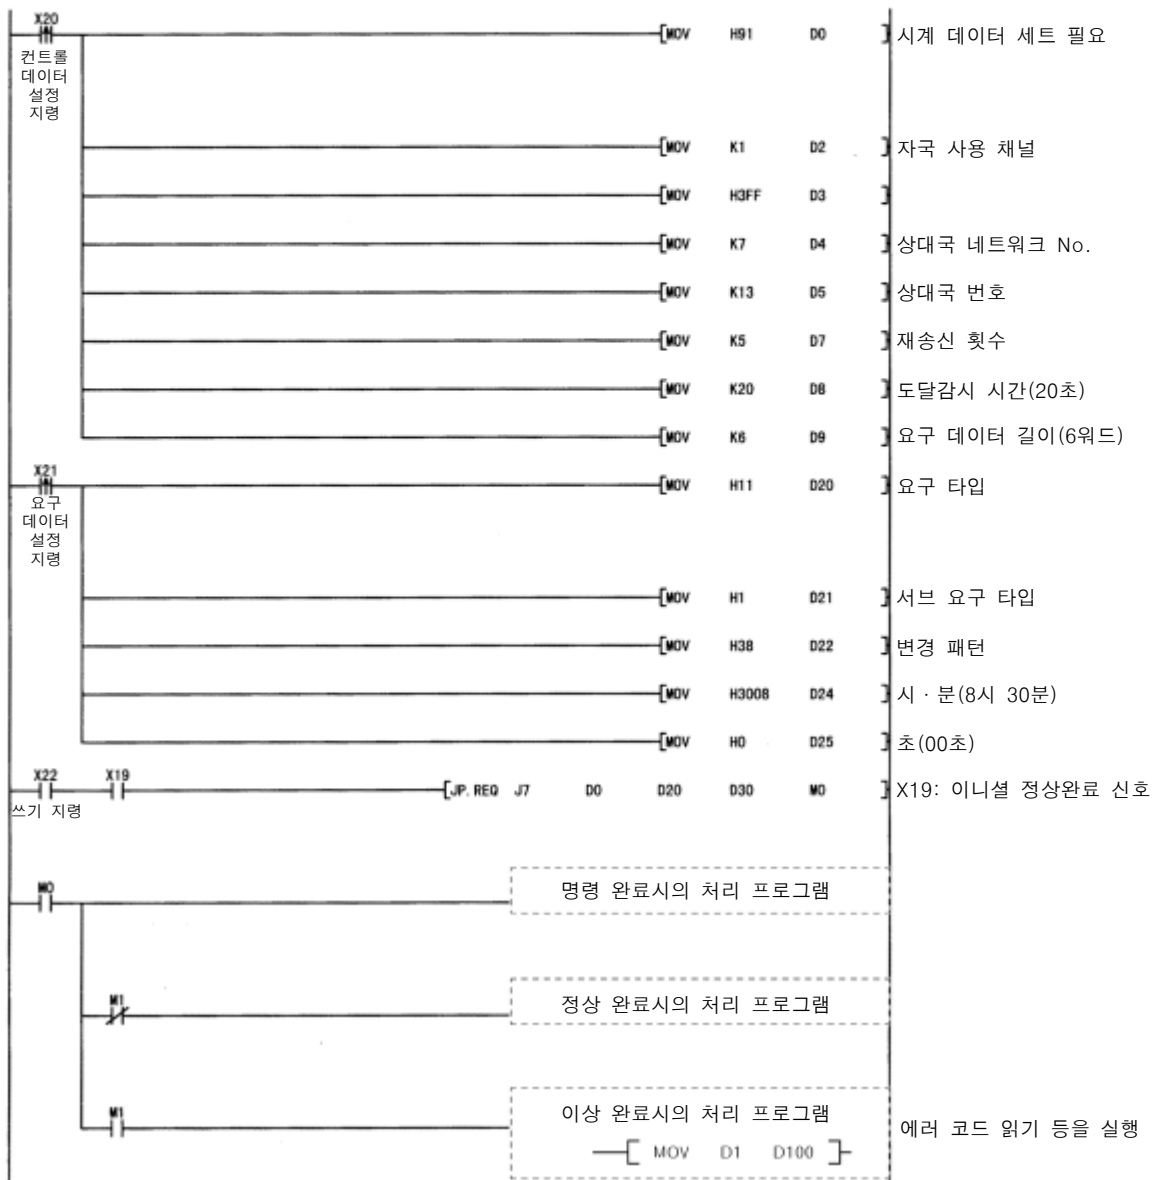 X20
[MOV H91 D0 ] 시계 데이터 세트 필요
컨트롤
데이터
설정
지령
[MOV K1 D2 ] 자국 사용 채널
[MOV H3FF D3 ]
[MOV K7 D4 ] 상대국 네트워크 No.
[MOV K13 D5 ] 상대국 번호
[MOV K5 D7 ] 재송신 횟수
[MOV K20 D8 ] 도달감시 시간(20초)
[MOV K6 D9 ] 요구 데이터 길이(6워드)
X21
[MOV H11 D20 ] 요구 타입
요구
데이터
설정
지령
[MOV H1 D21 ] 서브 요구 타입
[MOV H38 D22 ] 변경 패턴
[MOV H3008 D24 ] 시 · 분(8시 30분)
[MOV H0 D25 ] 초(00초)
X22 X19
[JP.REQ J7 D0 D20 D30 M0 ] X19: 이니셜 정상완료 신호
쓰기 지령
M0
명령 완료시의 처리 프로그램
M1
정상 완료시의 처리 프로그램
M1
이상 완료시의 처리 프로그램
에러 코드 읽기 등을 실행
[ MOV D1 D100 ]